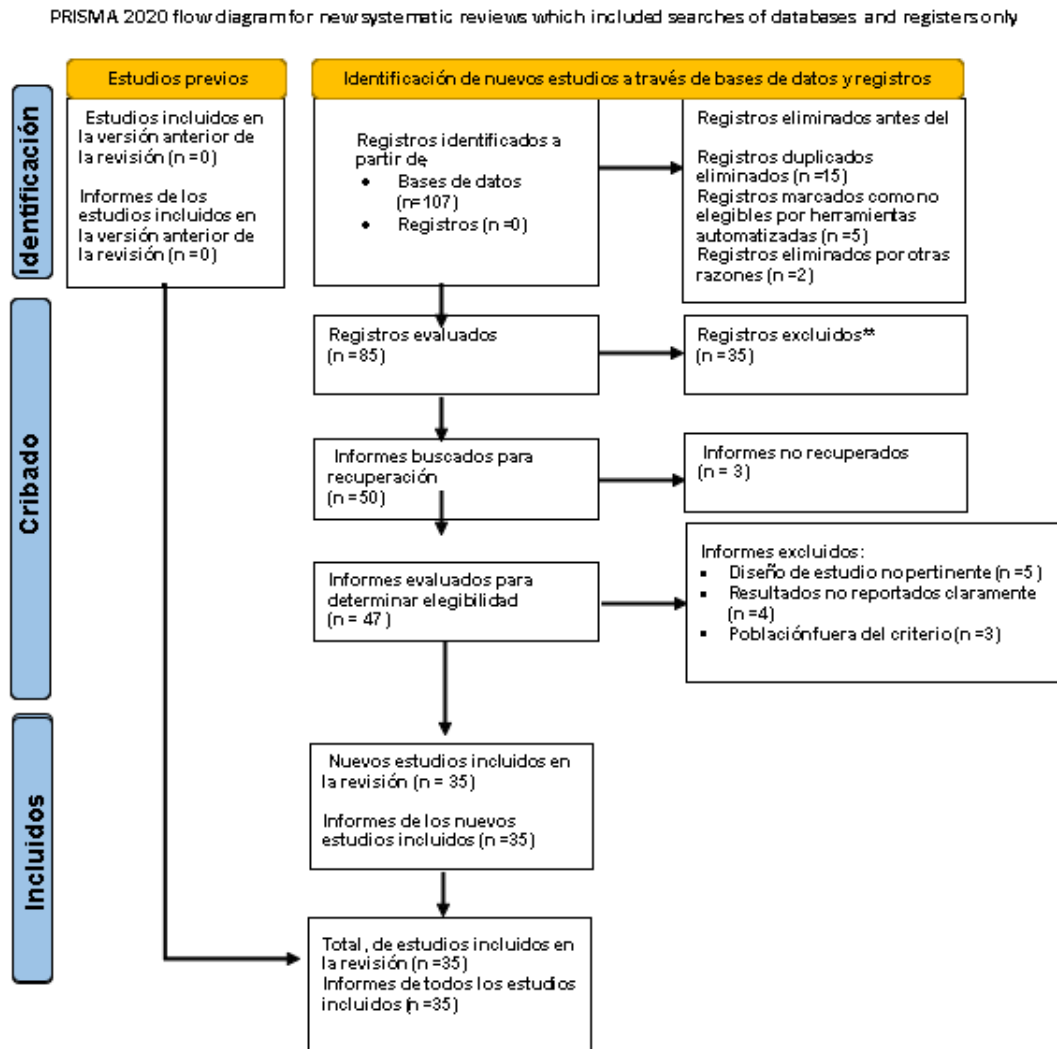 PRISMA 2020 flow diagram for new systematic reviews which included searches of databases and registers only
Estudios previos
Identificación de nuevos estudios a través de bases de datos y registros
Identificación
Estudios incluidos en
la versión anterior de
la revisión (n =0)
Informes de los
estudios incluidos en
la versión anterior de
la revisión (n =0)
Registros identificados a
partir de,
• Bases de datos
(n=107)
• Registros (n =0)
Registros eliminados antes del
Registros duplicados
eliminados (n =15)
Registros marcados como no
elegibles por herramientas
automatizadas (n =5)
Registros eliminados por otras
razones (n =2)
Cribado
Registros evaluados
(n =85)
Registros excluidos**
(n =35)
Informes buscados para
recuperación
(n =50)
Informes no recuperados
(n = 3)
Informes evaluados para
determinar elegibilidad
(n = 47)
Informes excluidos:
▪ Diseño de estudio no pertinente (n =5 )
▪ Resultados no reportados claramente
(n =4)
▪ Población fuera del criterio (n =3)
Incluidos
Nuevos estudios incluidos en
la revisión (n = 35)
Informes de los nuevos
estudios incluidos (n =35)
Total, de estudios incluidos en
la revisión (n =35)
Informes de todos los estudios
incluidos (n =35)